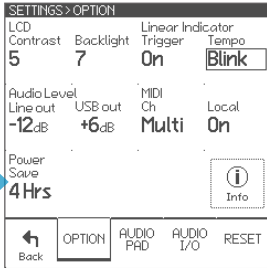 SETTINGS>OPTION
LCD Linear Indicator
Contrast Backlight Trigger Tempo
5 7 On Blink
Audio Level MIDI
Line out USB out Ch Local
-12dB +6dB Multi On
Power
Save
4 Hrs
Info
Back OPTION AUDIO PAD AUDIO I/O RESET